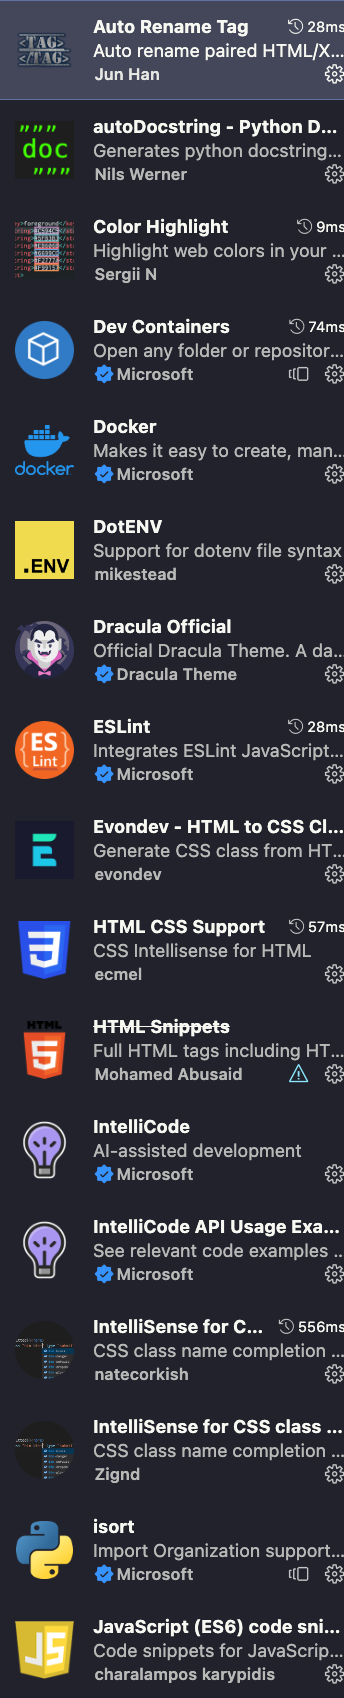 <TAG>
</TAG>
Auto Rename Tag 28ms
Auto rename paired HTML/X...
Jun Han
"""
doc
"""
autoDocstring - Python D...
Generates python docstring...
Nils Werner
Color Highlight 9ms
Highlight web colors in your ...
Sergii N
Dev Containers 74ms
Open any folder or repositor...
Microsoft
docker
Docker
Makes it easy to create, man...
Microsoft
.ENV
DotENV
Support for dotenv file syntax
mikestead
Dracula Official
Official Dracula Theme. A da...
Dracula Theme
{ES}
Lint
ESLint 28ms
Integrates ESLint JavaScript...
Microsoft
E
Evondev - HTML to CSS Cl...
Generate CSS class from HT...
evondev
3
HTML CSS Support 57ms
CSS Intellisense for HTML
ecmel
HTML
5
HTML Snippets
Full HTML tags including HT...
Mohamed Abusaid
IntelliCode
AI-assisted development
Microsoft
IntelliCode API Usage Exa...
See relevant code examples ...
Microsoft
IntelliSense for C... 556ms
CSS class name completion ...
natecorkish
IntelliSense for CSS class ...
CSS class name completion ...
Zignd
isort
Import Organization support...
Microsoft
JS
JavaScript (ES6) code sni...
Code snippets for JavaScrip...
charalampos karypidis